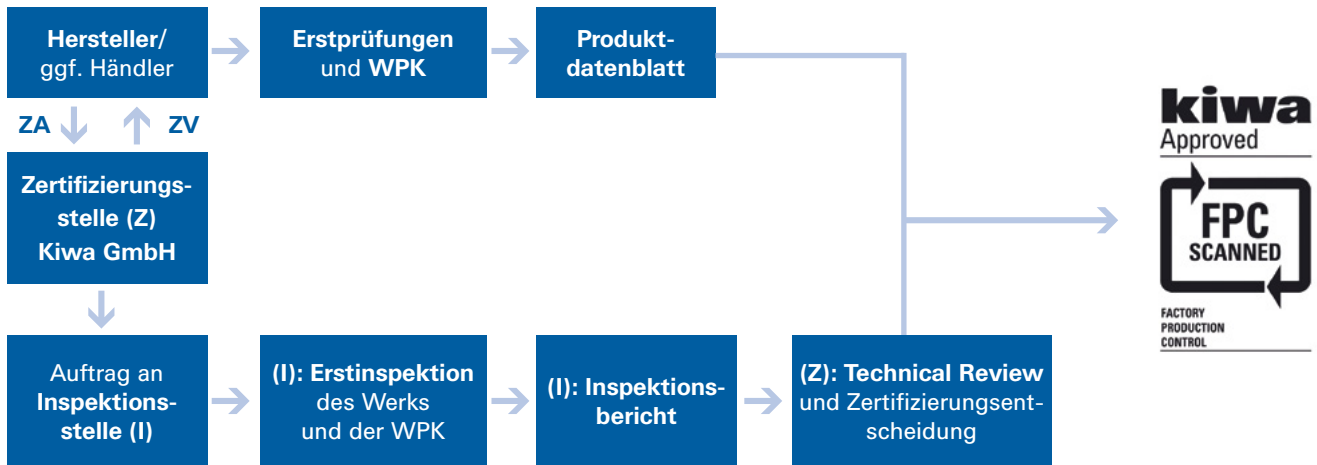 Hersteller/
ggf. Händler
Erstprüfungen
und WPK
Produkt-
datenblatt
ZA
ZV
Zertifizierungs-
stelle (Z)
Kiwa GmbH
Auftrag an
Inspektions-
stelle (I)
(I): Erstinspektion
des Werks
und der WPK
(I): Inspektions-
bericht
(Z): Technical Review
und Zertifizierungsent-
scheidung
kiwa
Approved
FPC
SCANNED
FACTORY
PRODUCTION
CONTROL